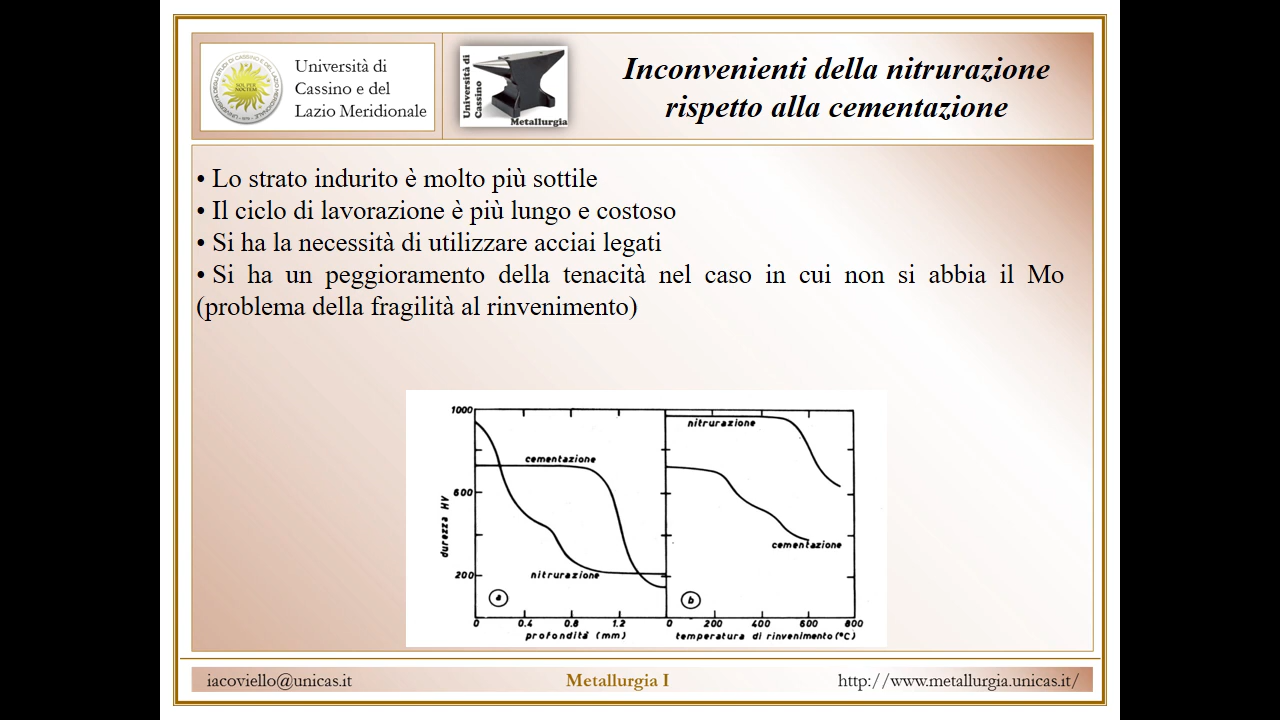 Università di
Cassino e del
Lazio Meridionale
Università di
Cassino
Metallurgia
Inconvenienti della nitrurazione
rispetto alla cementazione
• Lo strato indurito è molto più sottile
• Il ciclo di lavorazione è più lungo e costoso
• Si ha la necessità di utilizzare acciai legati
• Si ha un peggioramento della tenacità nel caso in cui non si abbia il Mo
(problema della fragilità al rinvenimento)
1000
600
200
durezza HV
cementazione
nitrurazione
a
0 0.4 0.8 1.2
profondità (mm)
nitrurazione
cementazione
b
0 200 400 600 800
temperatura di rinvenimento (°C)
iacoviello@unicas.it
Metallurgia I
http://www.metallurgia.unicas.it/